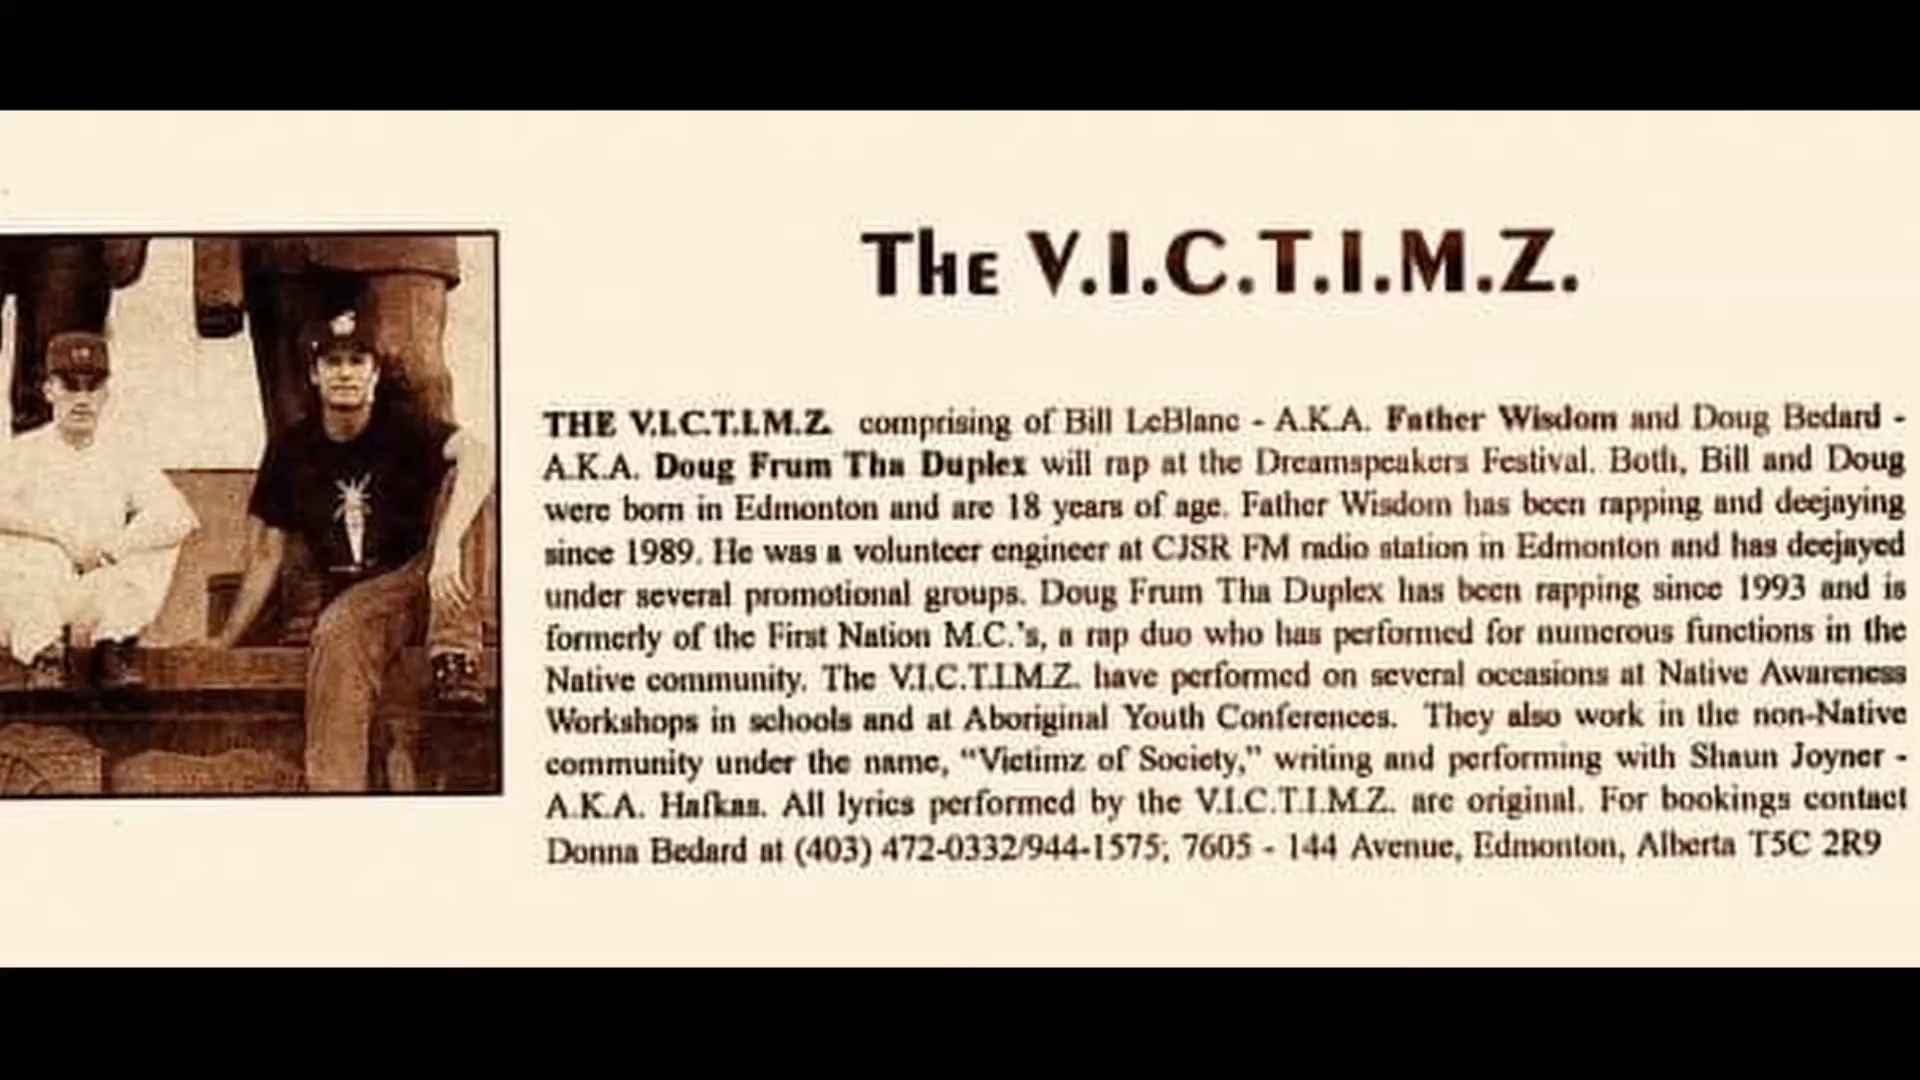 The V.I.C.T.I.M.Z.
THE V.I.C.T.I.M.Z. comprising of Bill LeBlanc - A.K.A. Father Wisdom and Doug Bedard -
A.K.A. Doug Frum Tha Duplex will rap at the Dreamspeakers Festival. Both, Bill and Doug
were born in Edmonton and are 18 years of age. Father Wisdom has been rapping and deejaying
since 1989. He was a volunteer engineer at CJSR FM radio station in Edmonton and has deejayed
under several promotional groups. Doug Frum Tha Duplex has been rapping since 1993 and is
formerly of the First Nation M.C.'s, a rap duo who has performed for numerous functions in the
Native community. The V.I.C.T.I.M.Z. have performed on several occasions at Native Awareness
Workshops in schools and at Aboriginal Youth Conferences. They also work in the non-Native
community under the name, “Victimz of Society,” writing and performing with Shaun Joyner -
A.K.A. Hafkas. All lyrics performed by the V.I.C.T.I.M.Z. are original. For bookings contact
Donna Bedard at (403) 472-0332/944-1575; 7605 - 144 Avenue, Edmonton, Alberta T5C 2R9